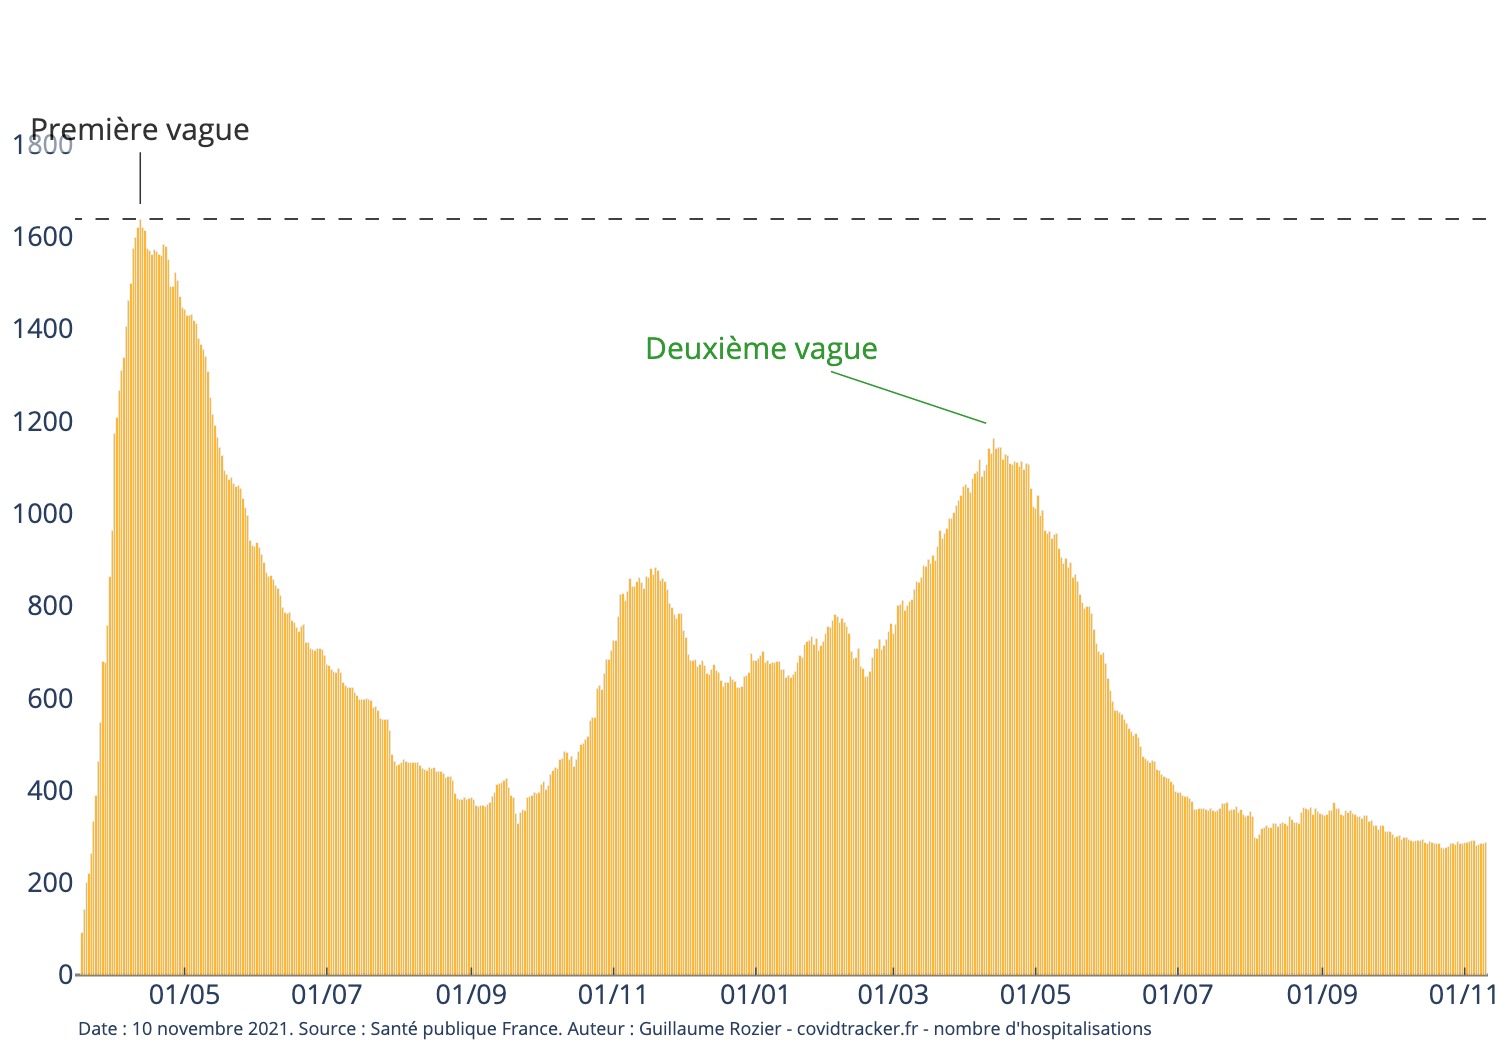 Première vague
1800
1600
1400
Deuxième vague
1200
1000
800
600
400
200
0
01/05 01/07 01/09 01/11 01/01 01/03 01/05 01/07 01/09 01/11
Date : 10 novembre 2021. Source : Santé publique France. Auteur : Guillaume Rozier - covidtracker.fr - nombre d'hospitalisations